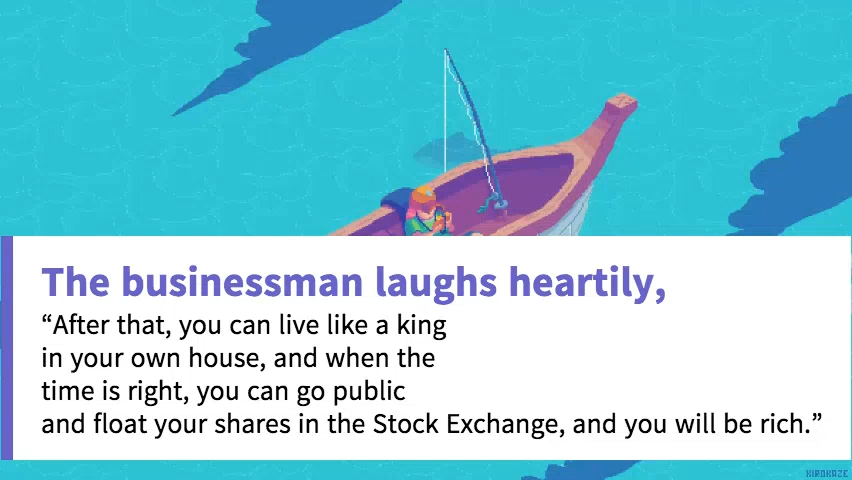 The businessman laughs heartily,
“After that, you can live like a king
in your own house, and when the
time is right, you can go public
and float your shares in the Stock Exchange, and you will be rich.”
KIROKAZE